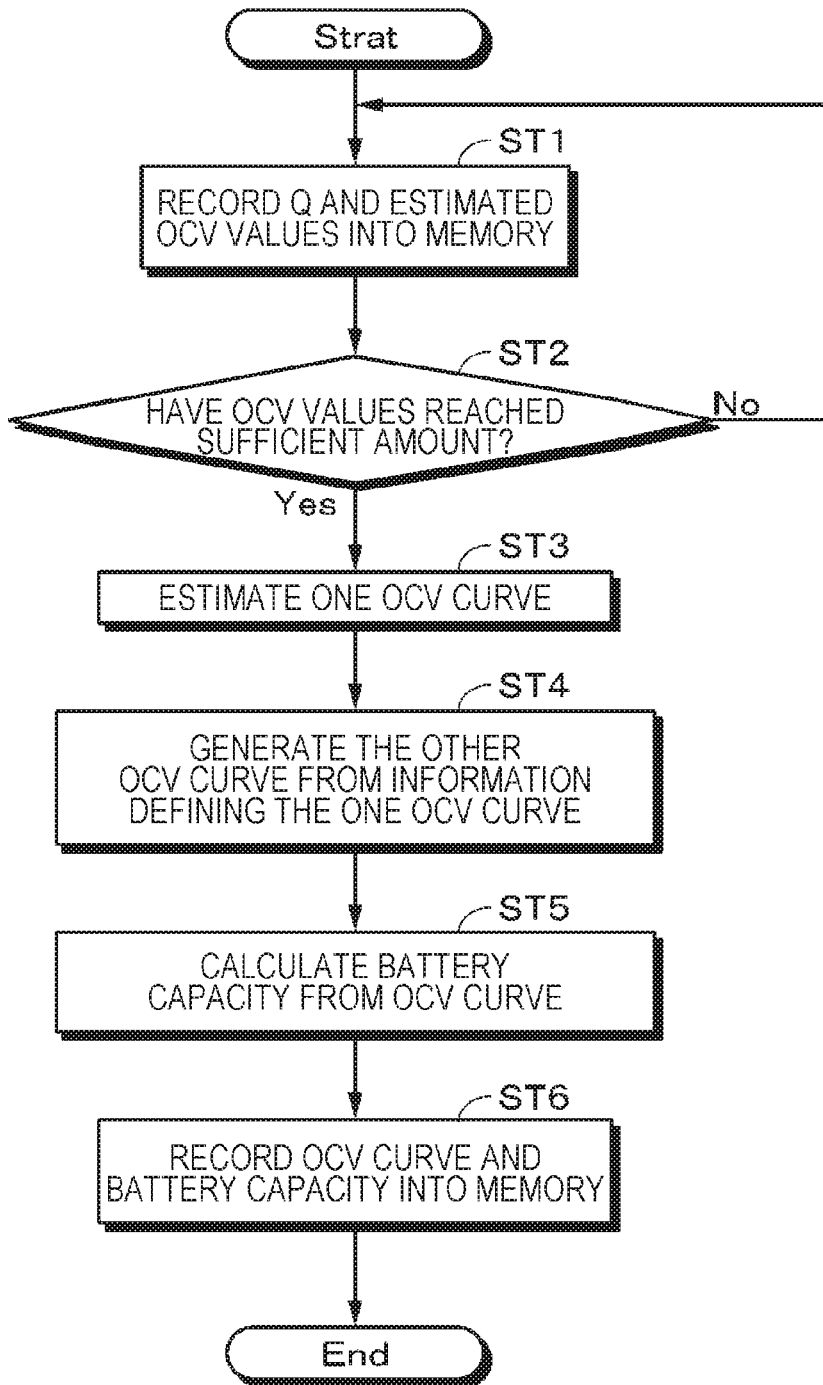 Strat
ST1
RECORD Q AND ESTIMATED
OCV VALUES INTO MEMORY
ST2
HAVE OCV VALUES REACHED
SUFFICIENT AMOUNT?
No
Yes
ST3
ESTIMATE ONE OCV CURVE
ST4
GENERATE THE OTHER
OCV CURVE FROM INFORMATION
DEFINING THE ONE OCV CURVE
ST5
CALCULATE BATTERY
CAPACITY FROM OCV CURVE
ST6
RECORD OCV CURVE AND
BATTERY CAPACITY INTO MEMORY
End